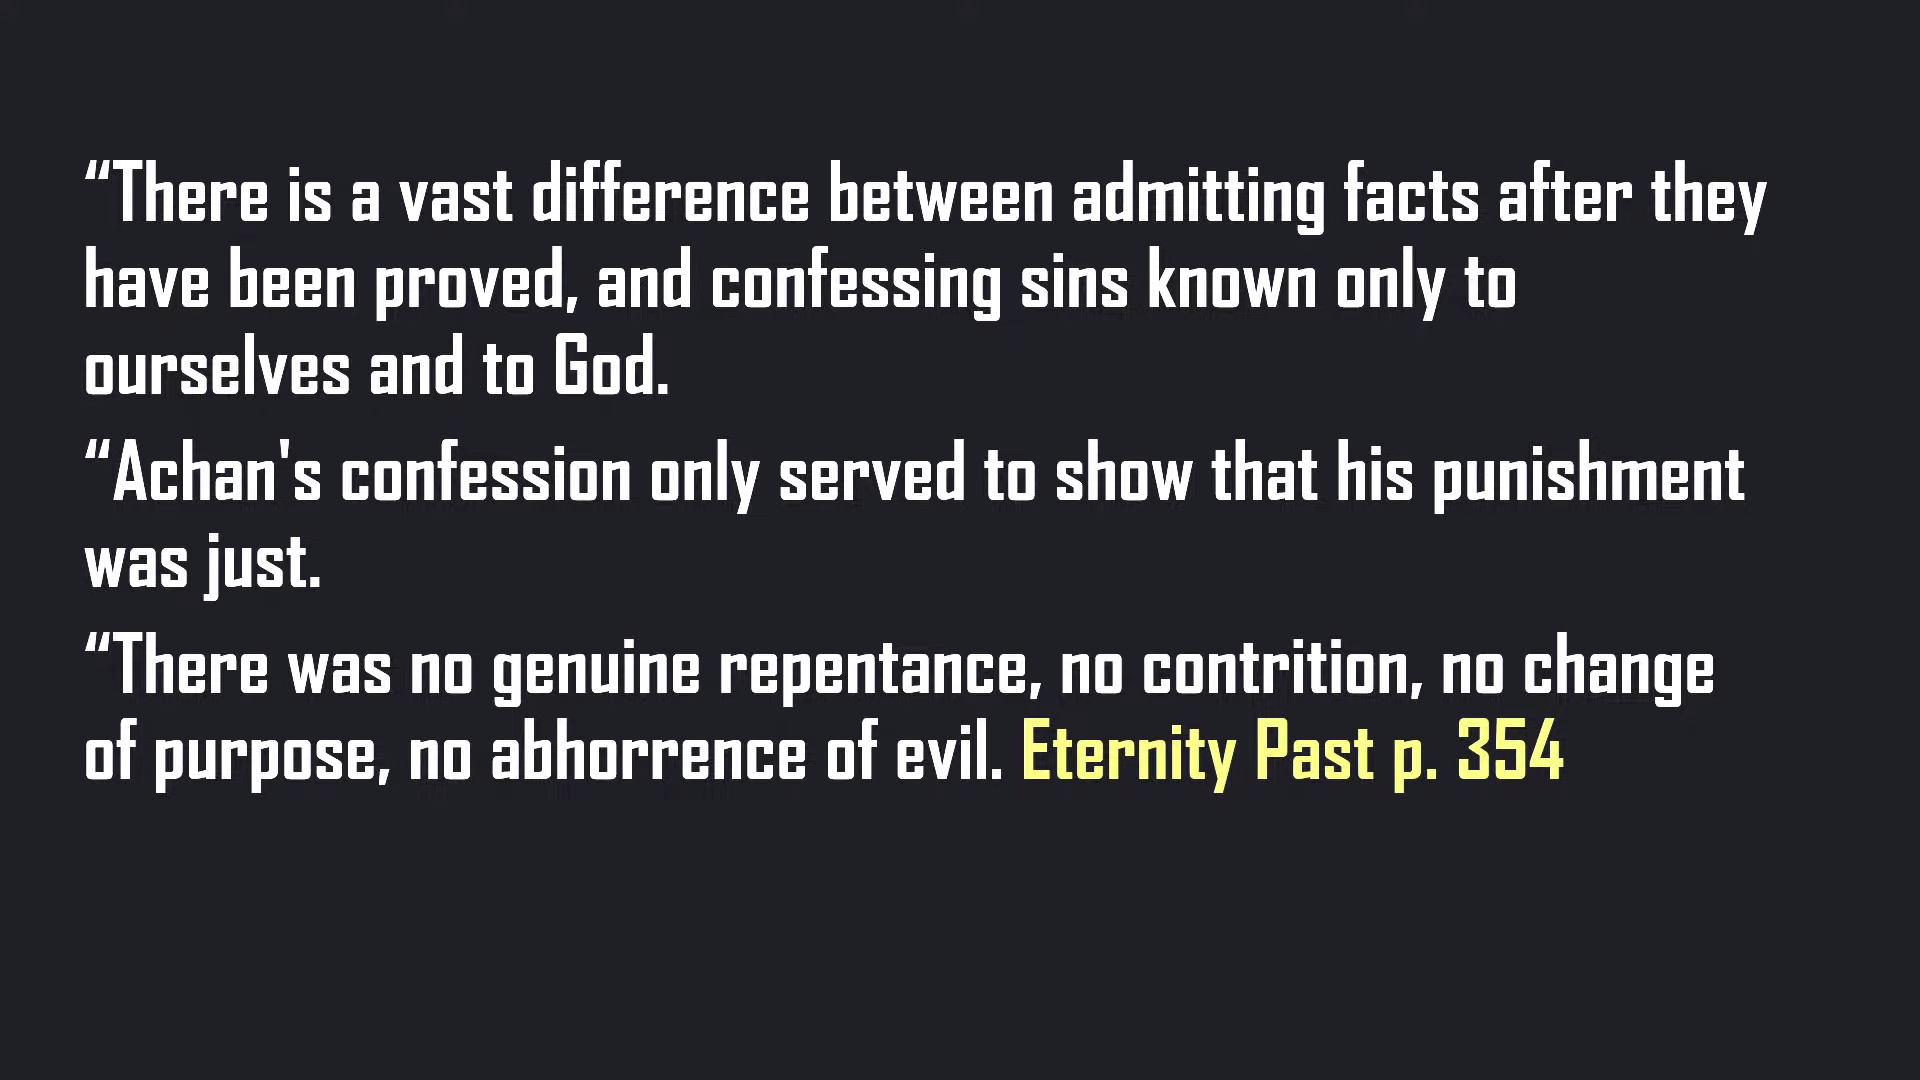 “There is a vast difference between admitting facts after they
have been proved, and confessing sins known only to
ourselves and to God.
“Achan's confession only served to show that his punishment
was just.
“There was no genuine repentance, no contrition, no change
of purpose, no abhorrence of evil. Eternity Past p. 354